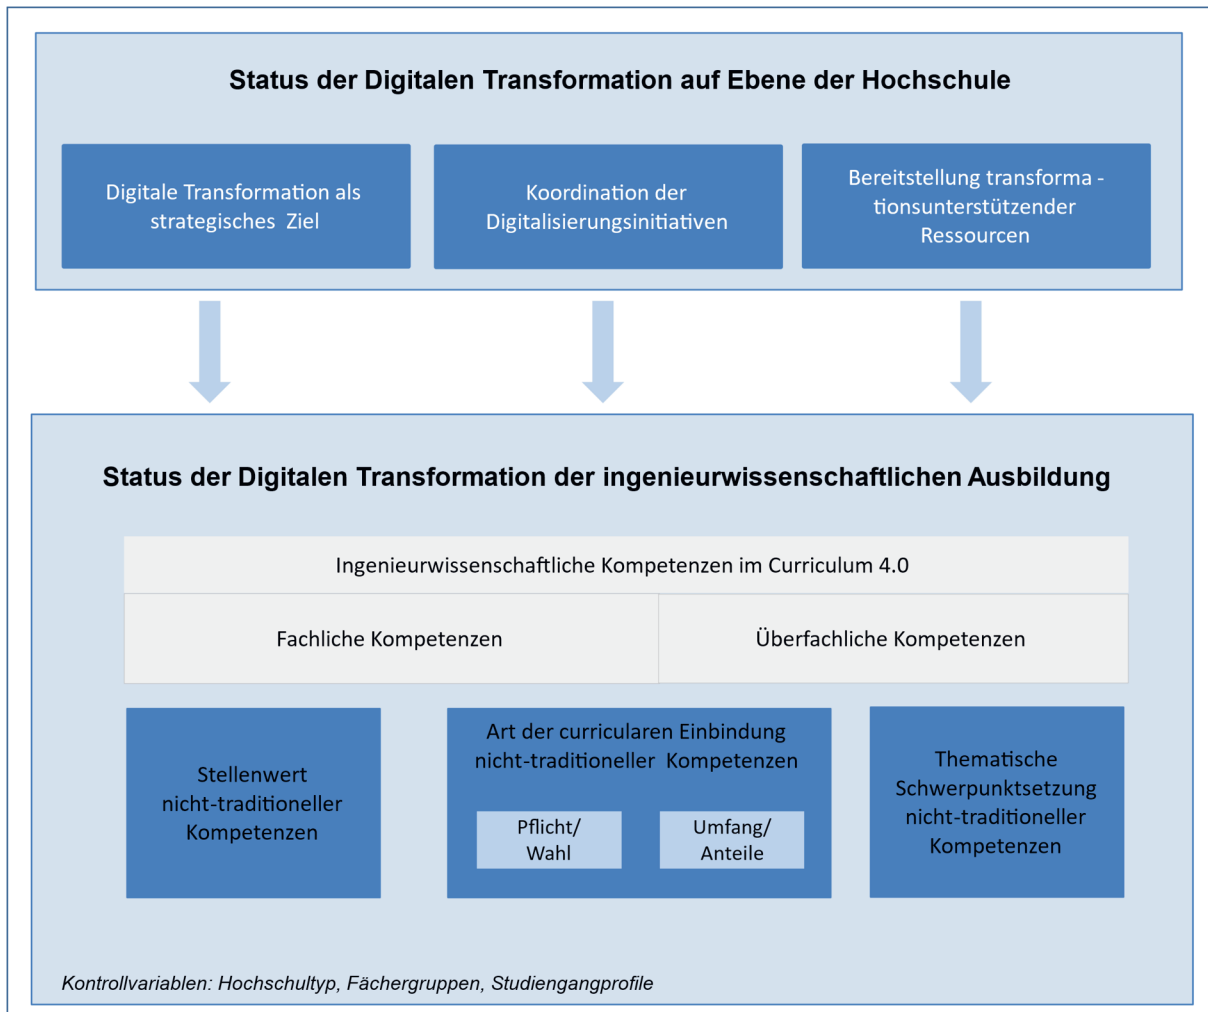 Status der Digitalen Transformation auf Ebene der Hochschule
Digitale Transformation als
strategisches Ziel
Koordination der
Digitalisierungsinitiativen
Bereitstellung transforma -
tionsunterstützender
Ressourcen
Status der Digitalen Transformation der ingenieurwissenschaftlichen Ausbildung
Ingenieurwissenschaftliche Kompetenzen im Curriculum 4.0
Fachliche Kompetenzen
Überfachliche Kompetenzen
Stellenwert
nicht-traditioneller
Kompetenzen
Art der curricularen Einbindung
nicht-traditioneller Kompetenzen
Pflicht/
Wahl
Umfang/
Anteile
Thematische
Schwerpunktsetzung
nicht-traditioneller
Kompetenzen
Kontrollvariablen: Hochschultyp, Fächergruppen, Studiengangprofile